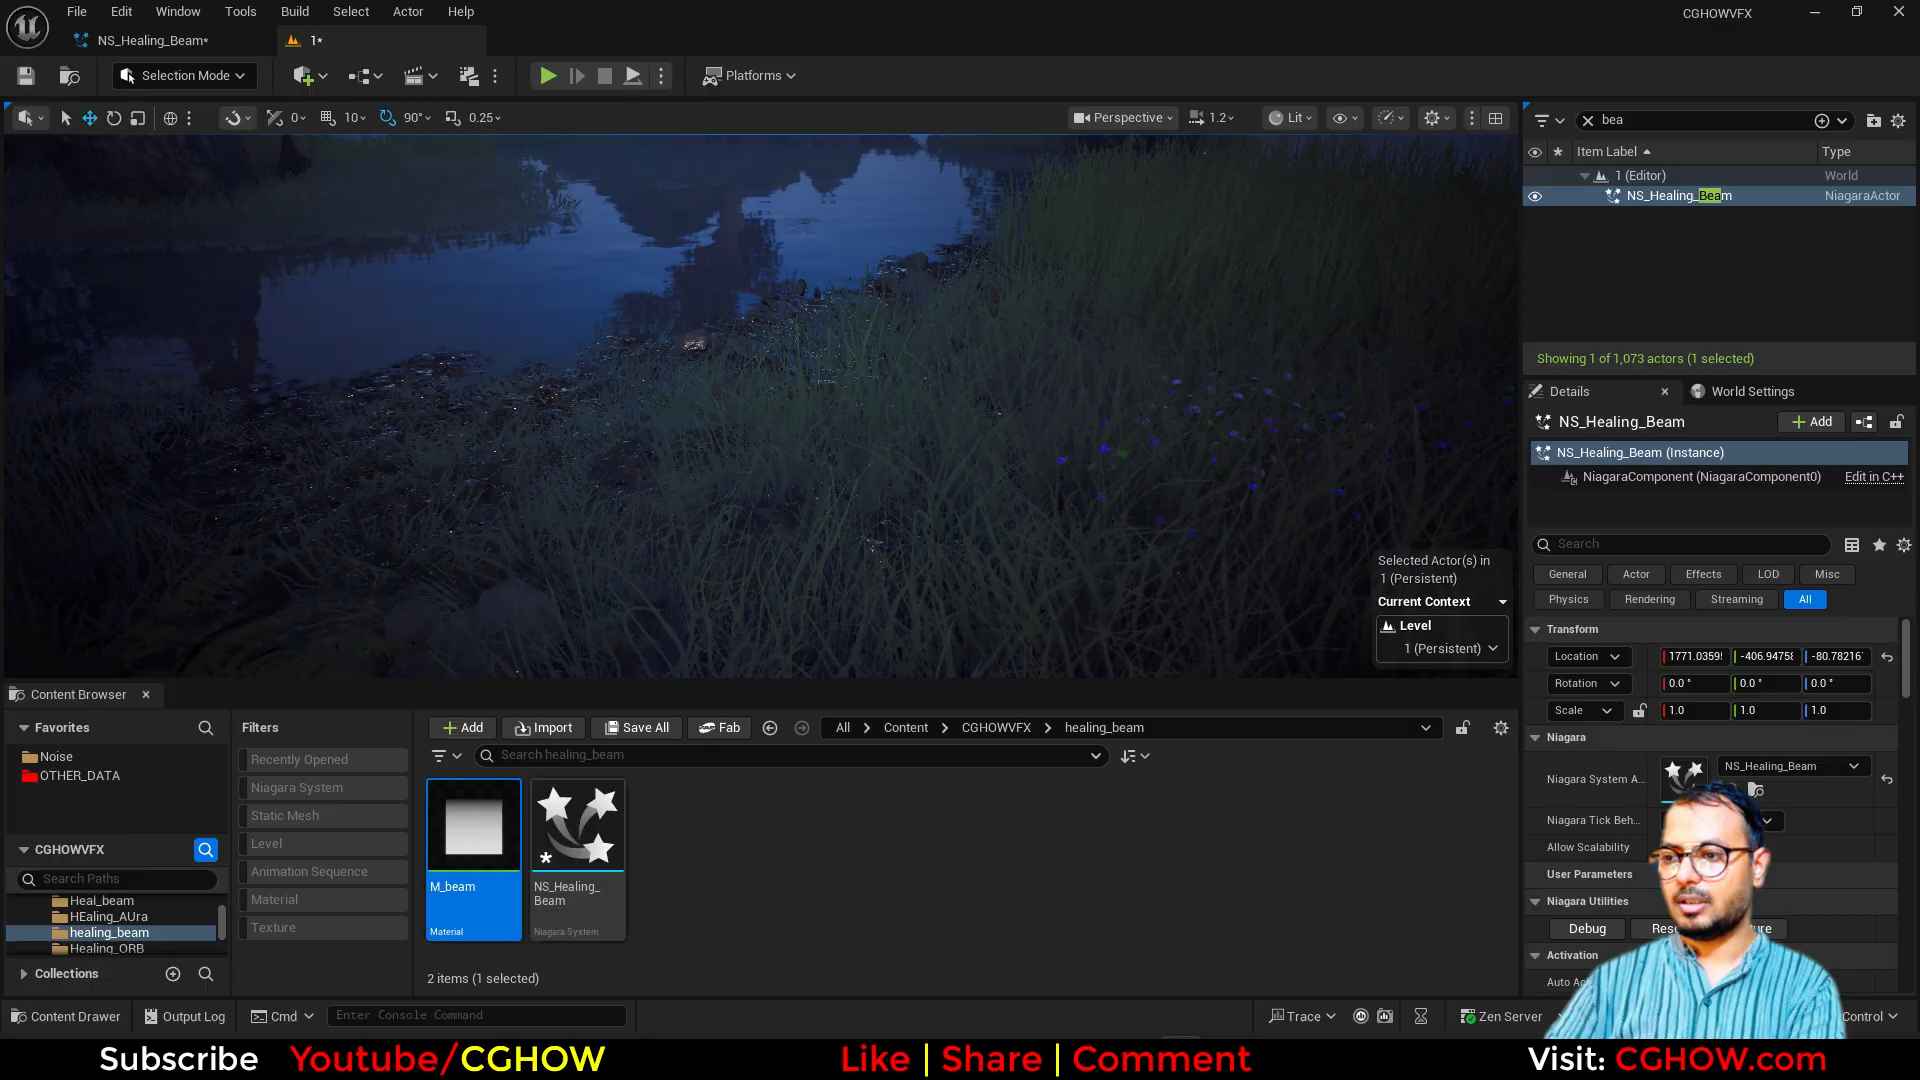 File Edit Window Tools Build Select Actor Help
CGHOWVFX
NS_Healing_Beam*
1*
Selection Mode
Platforms
0 10 90° 0.25
Perspective 1.2 Lit
bea
Item Label Type
1 (Editor) World
NS_Healing_Beam NiagaraActor
Showing 1 of 1,073 actors (1 selected)
Details World Settings
NS_Healing_Beam Add
NS_Healing_Beam (Instance)
NiagaraComponent (NiagaraComponent0) Edit in C++
Search
General Actor Effects LOD Misc
Physics Rendering Streaming All
Transform
Location 1771.0359 -406.9475 -80.78216
Rotation 0.0 ° 0.0 ° 0.0 °
Scale 1.0 1.0 1.0
Niagara
Niagara System A... NS_Healing_Beam
Niagara Tick Beh...
Allow Scalability
User Parameters
Niagara Utilities
Debug
Activation
Selected Actor(s) in
1 (Persistent)
Current Context
Level
1 (Persistent)
Content Browser
Favorites
Noise
OTHER_DATA
CGHOWVFX
Search Paths
Heal_beam
HEaling_AUra
healing_beam
Healing_ORB
Collections
Filters
Recently Opened
Niagara System
Static Mesh
Level
Animation Sequence
Material
Texture
Add Import Save All Fab All Content CGHOWVFX healing_beam
Search healing_beam
M_beam
Material
NS_Healing_
Beam
Niagara System
2 items (1 selected)
Content Drawer Output Log Cmd Enter Console Command
Trace Zen Server Control
Subscribe Youtube/CGHOW Like | Share | Comment Visit: CGHOW.com